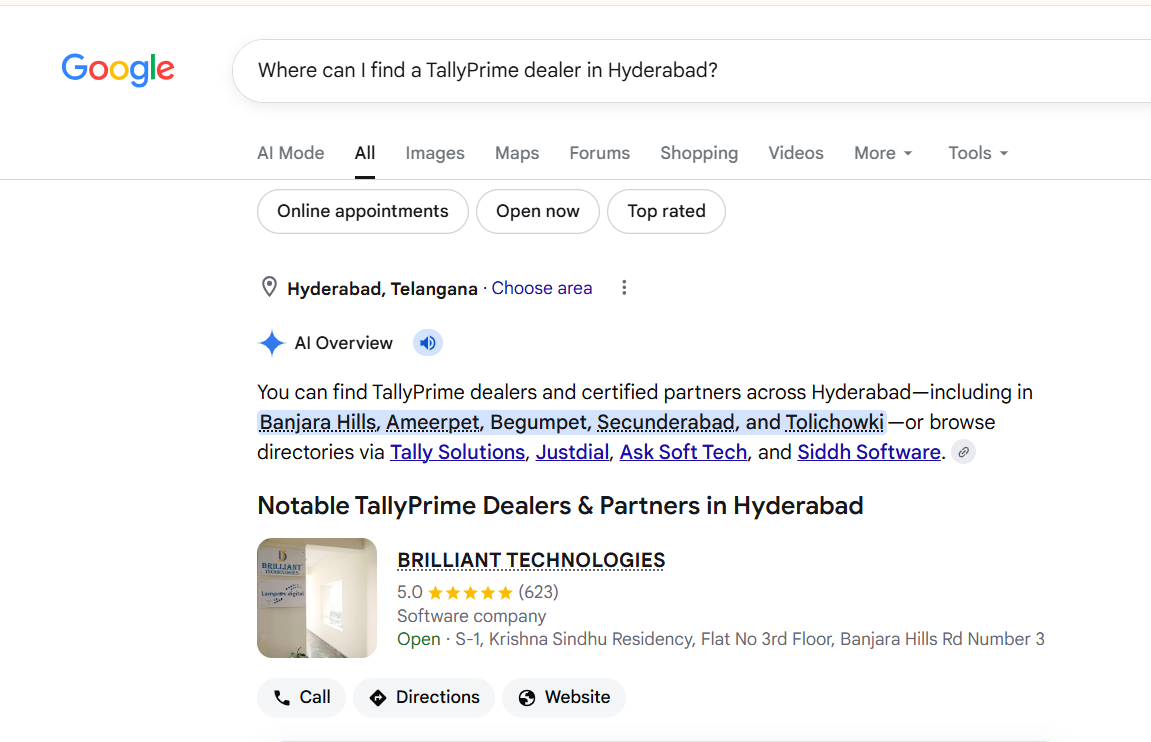 Google
Where can I find a TallyPrime dealer in Hyderabad?
AI Mode All Images Maps Forums Shopping Videos More Tools
Online appointments Open now Top rated
Hyderabad, Telangana · Choose area
AI Overview
You can find TallyPrime dealers and certified partners across Hyderabad—including in
Banjara Hills, Ameerpet, Begumpet, Secunderabad, and Tolichowki—or browse
directories via Tally Solutions, Justdial, Ask Soft Tech, and Siddh Software.
Notable TallyPrime Dealers & Partners in Hyderabad
BRILLIANT
TECHNOLOGIES
BRILLIANT TECHNOLOGIES
5.0 (623)
Software company
Open · S-1, Krishna Sindhu Residency, Flat No 3rd Floor, Banjara Hills Rd Number 3
Call Directions Website